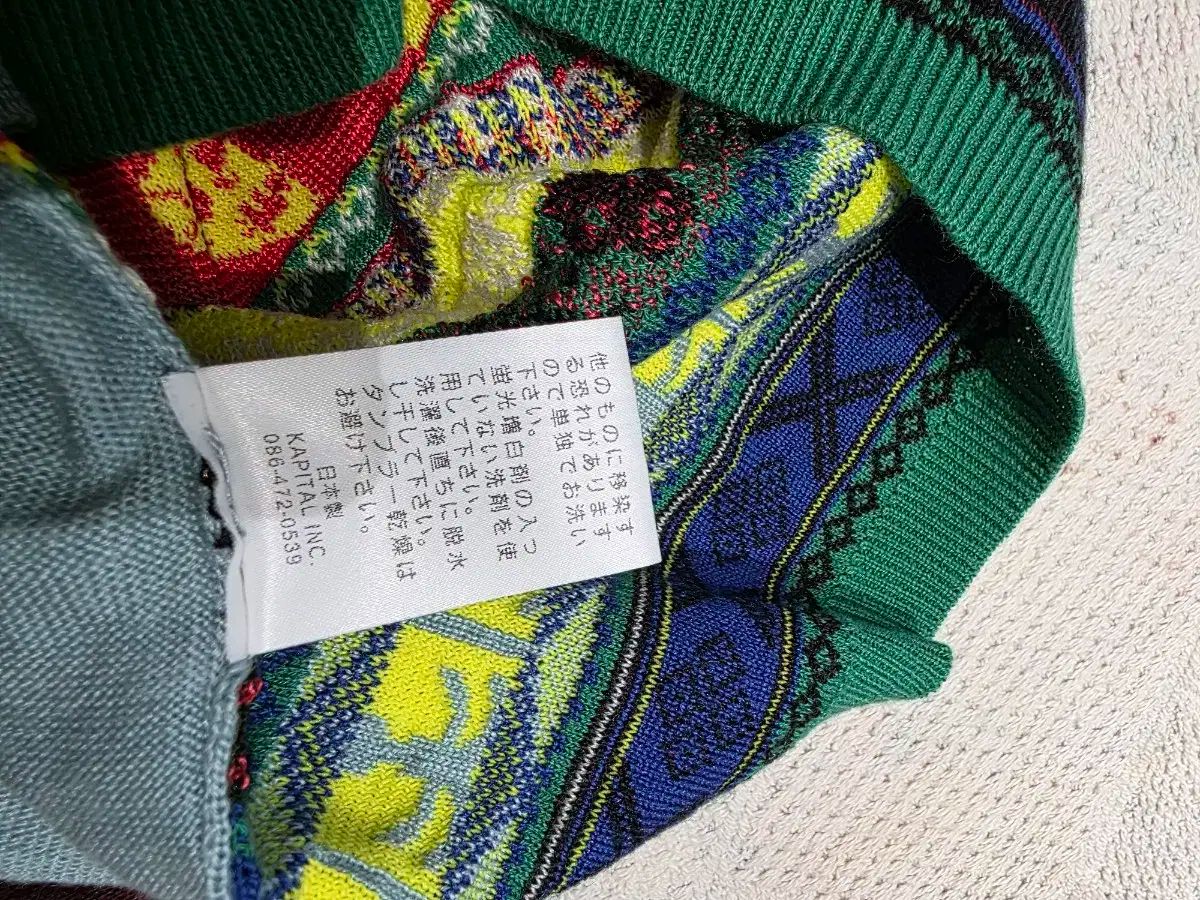 他のものに移染す
る恐れがあります
ので単独でお洗い
下さい。
蛍光増白剤の入っ
ていない洗剤を使
用して下さい。
洗濯後直ちに脱水
し干して下さい。
タンブラー乾燥は
お避け下さい。
日本製
KAPITAL INC.
086-472-0539